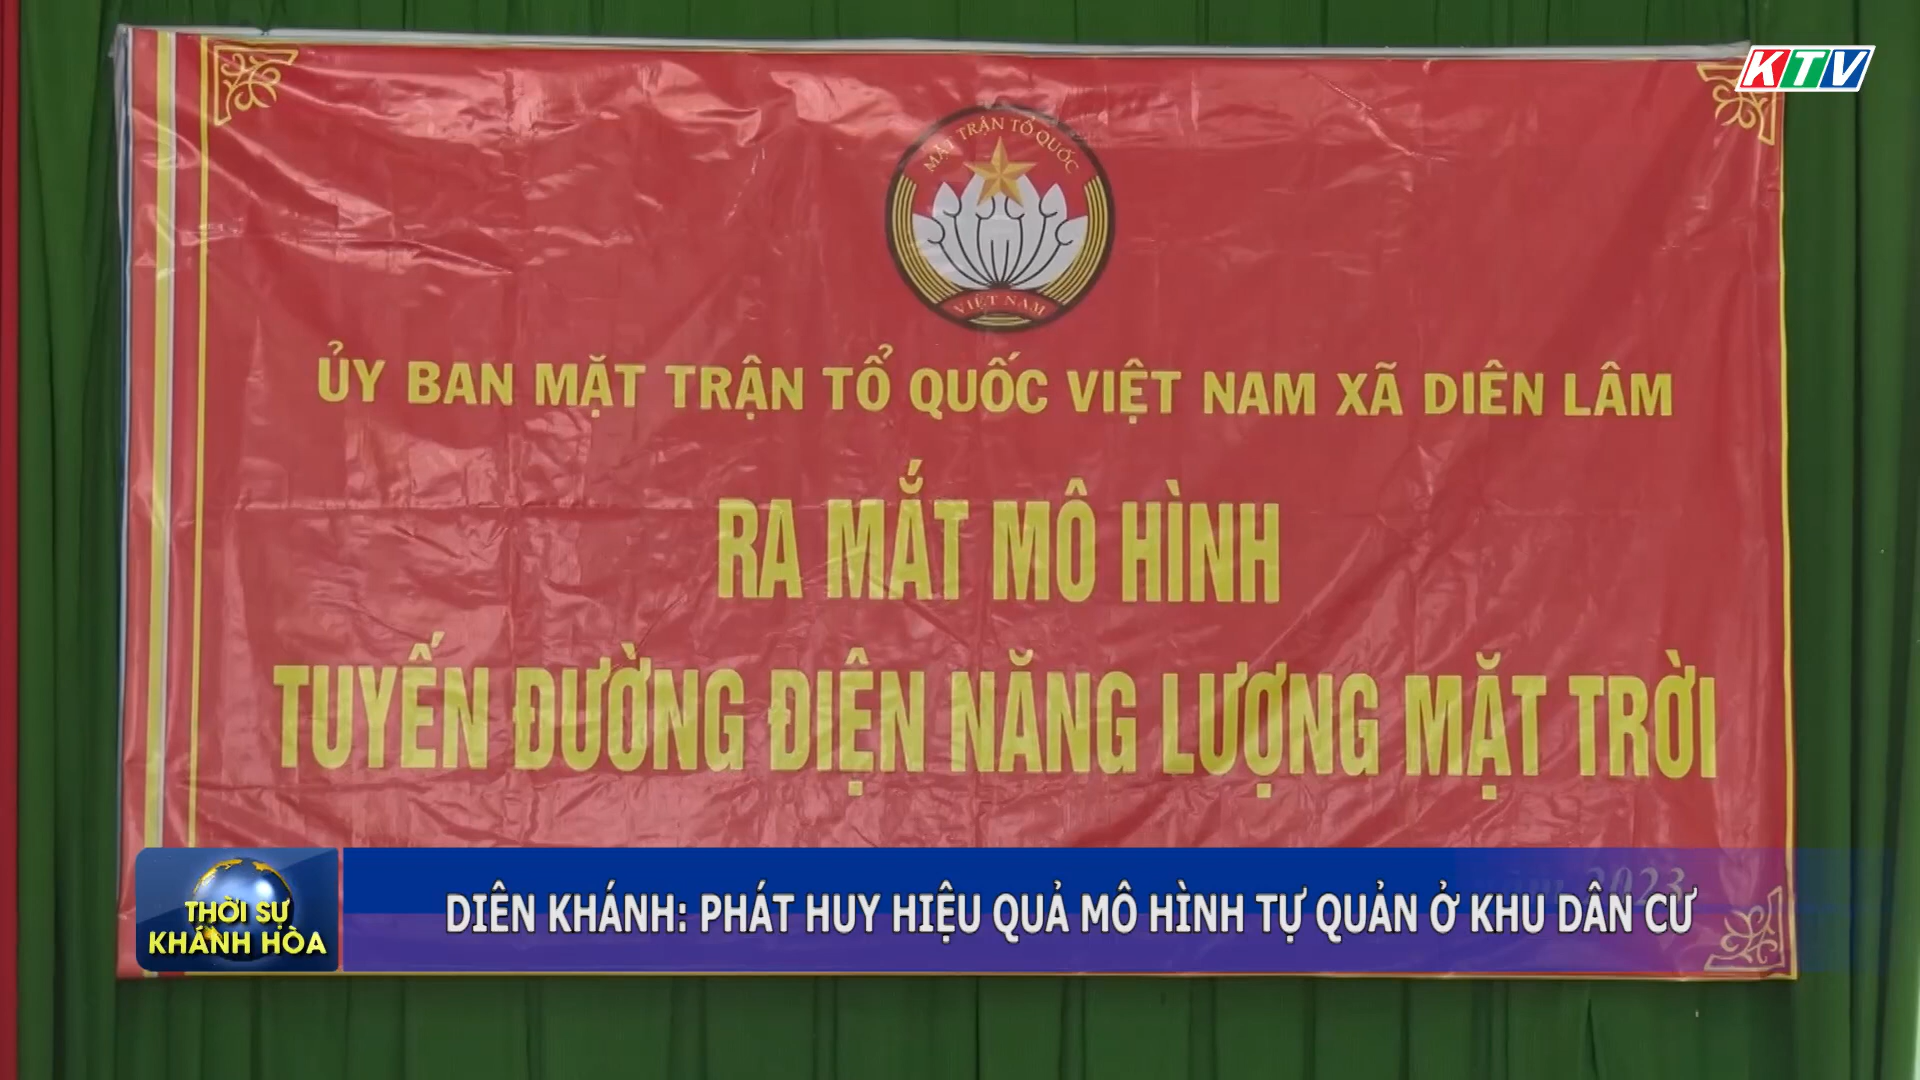 KTV
MẶT TRẬN TỔ QUỐC
VIỆT NAM
ỦY BAN MẶT TRẬN TỔ QUỐC VIỆT NAM XÃ DIÊN LÂM
RA MẮT MÔ HÌNH
TUYẾN ĐƯỜNG ĐIỆN NĂNG LƯỢNG MẶT TRỜI
2023
THỜI SỰ
KHÁNH HÒA
DIÊN KHÁNH: PHÁT HUY HIỆU QUẢ MÔ HÌNH TỰ QUẢN Ở KHU DÂN CƯ